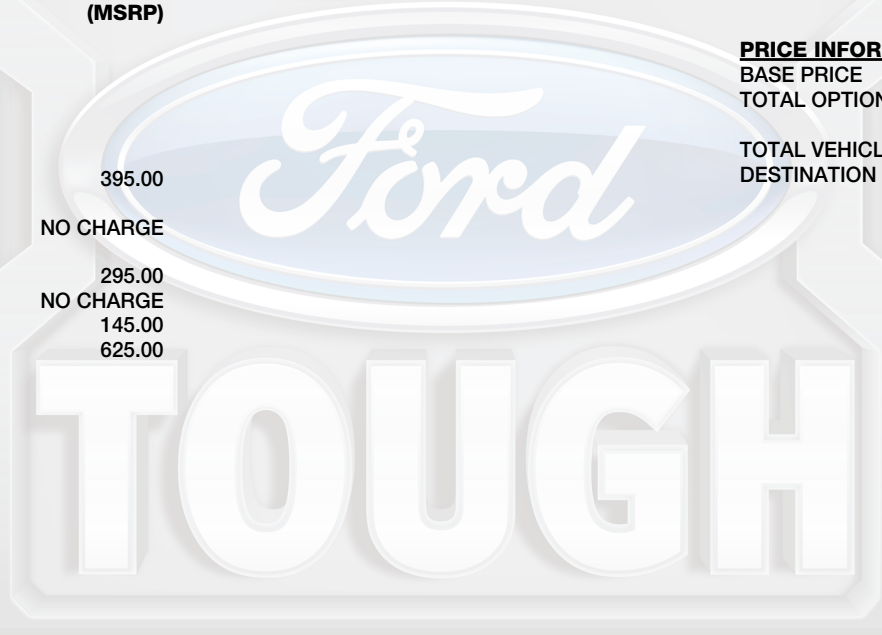 (MSRP)
395.00
NO CHARGE
295.00
NO CHARGE
145.00
625.00
PRICE INFOR
BASE PRICE
TOTAL OPTION
TOTAL VEHICL
DESTINATION
Ford
TOUGH